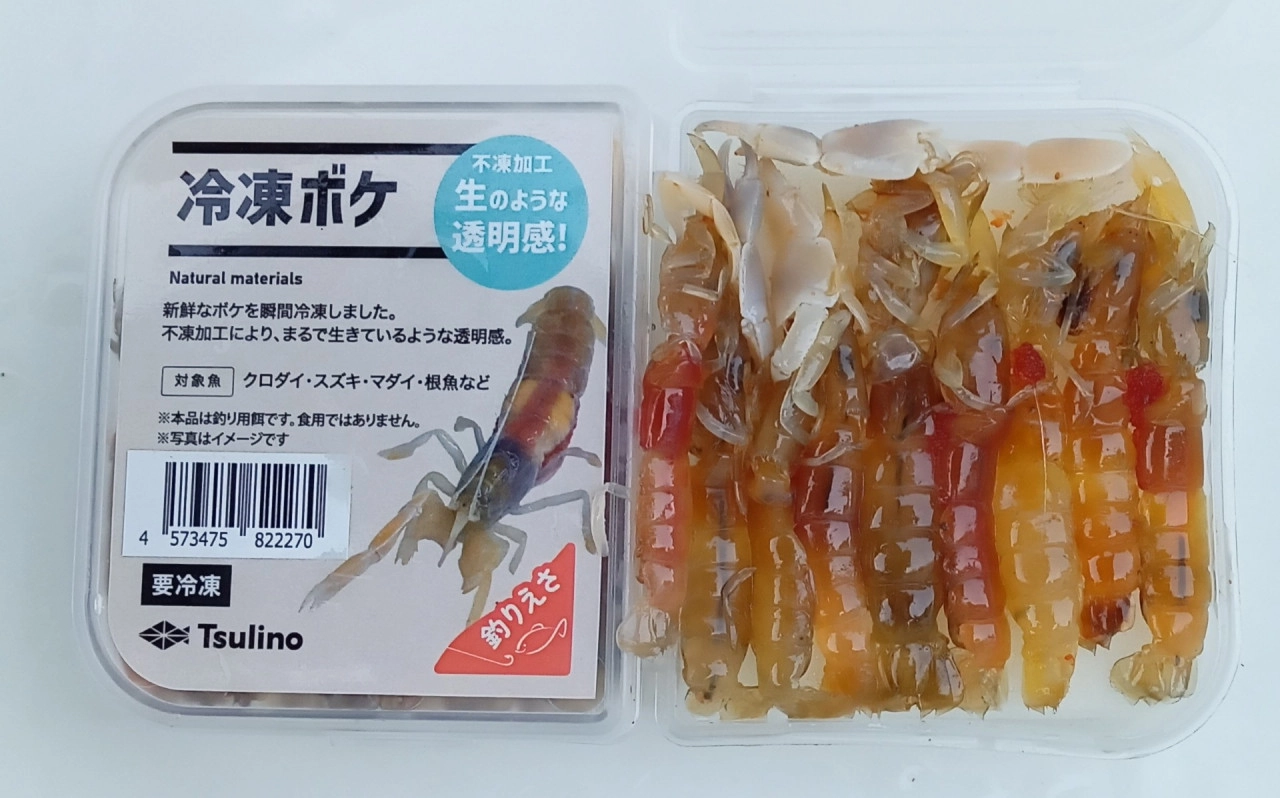 冷凍ボケ
不凍加工
生のような
透明感!
Natural materials
新鮮なボケを瞬間冷凍しました。
不凍加工により、まるで生きているような透明感。
対象魚 クロダイ・スズキ・マダイ・根魚など
※本品は釣り用餌です。食用ではありません。
※写真はイメージです
4 573475 822270
要冷凍
Tsulino
釣りえさ